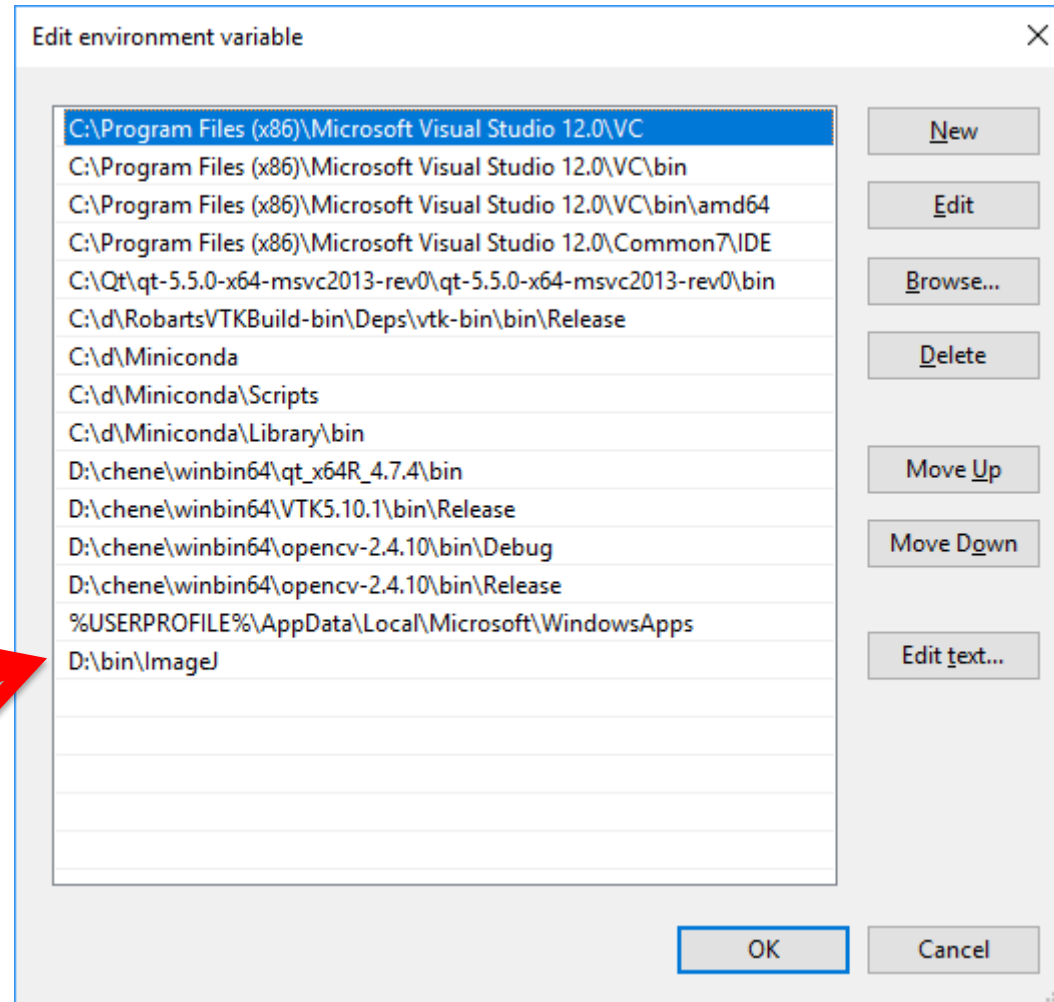 Edit environment variable
C:\Program Files (x86)\Microsoft Visual Studio 12.0\VC
C:\Program Files (x86)\Microsoft Visual Studio 12.0\VC\bin
C:\Program Files (x86)\Microsoft Visual Studio 12.0\VC\bin\amd64
C:\Program Files (x86)\Microsoft Visual Studio 12.0\Common7\IDE
C:\Qt\qt-5.5.0-x64-msvc2013-rev0\qt-5.5.0-x64-msvc2013-rev0\bin
C:\d\RobartsVTKBuild-bin\Deps\vtk-bin\bin\Release
C:\d\Miniconda
C:\d\Miniconda\Scripts
C:\d\Miniconda\Library\bin
D:\chene\winbin64\qt_x64R_4.7.4\bin
D:\chene\winbin64\VTK5.10.1\bin\Release
D:\chene\winbin64\opencv-2.4.10\bin\Debug
D:\chene\winbin64\opencv-2.4.10\bin\Release
%USERPROFILE%\AppData\Local\Microsoft\WindowsApps
D:\bin\ImageJ
New
Edit
Browse...
Delete
Move Up
Move Down
Edit text...
OK
Cancel